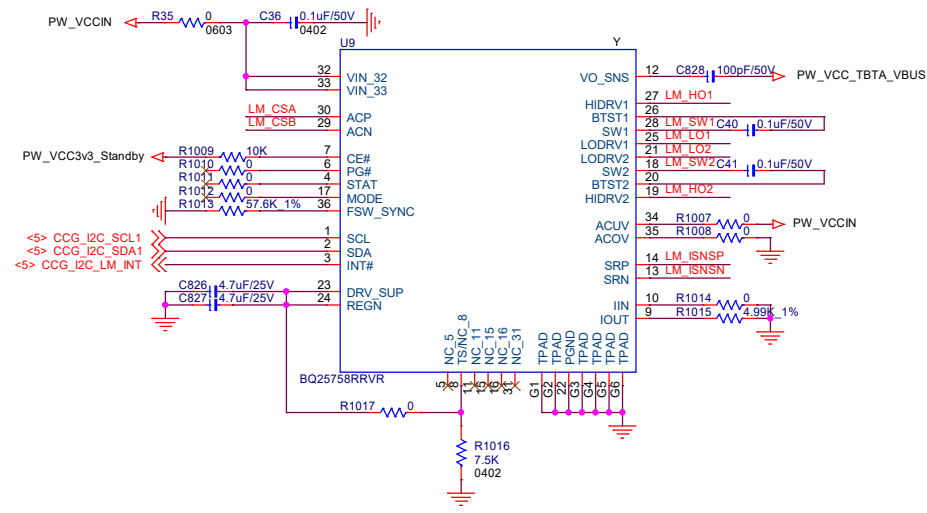 PW_VCCIN
R35
0
0603
C36
0.1uF/50V
0402
U9
Y
32
VIN_32
33
VIN_33
LM_CSA
30
ACP
LM_CSB
29
ACN
PW_VCC3v3_Standby
R1009
10K
7
CE#
R1010
0
6
PG#
R1011
0
4
STAT
R1012
0
17
MODE
R1013
57.6K_1%
36
FSW_SYNC
<5> CCG_I2C_SCL1
1
SCL
<5> CCG_I2C_SDA1
2
SDA
<5> CCG_I2C_LM_INT
3
INT#
C826
4.7uF/25V
23
DRV_SUP
C827
4.7uF/25V
24
REGN
BQ25758RRVR
VO_SNS
12
C828
100pF/50V
PW_VCC_TBTA_VBUS
HIDRV1
27
LM_HO1
BTST1
26
SW1
28
LM_SW1
C40
0.1uF/50V
LODRV1
25
LM_LO1
LODRV2
21
LM_LO2
SW2
18
LM_SW2
C41
0.1uF/50V
BTST2
20
HIDRV2
19
LM_HO2
ACUV
34
R1007
0
PW_VCCIN
ACOV
35
R1008
0
SRP
14
LM_ISNSP
SRN
13
LM_ISNSN
IIN
10
R1014
0
IOUT
9
R1015
4.99K_1%
NC_5
TS/NC_8
NC_11
NC_15
NC_16
NC_31
TPAD
TPAD
PGND
TPAD
TPAD
TPAD
TPAD
5
8
11
15
16
31
G1
G2
22
G3
G4
G5
G6
R1017
0
R1016
7.5K
0402